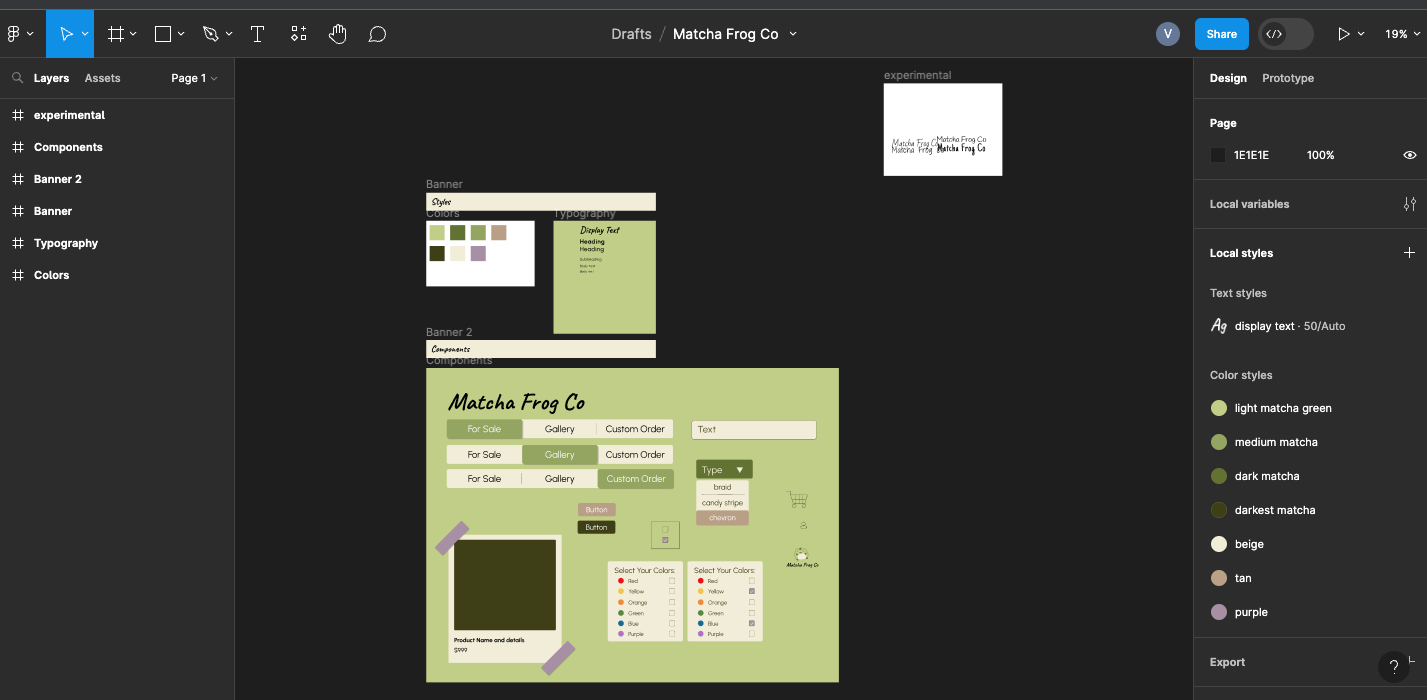 Drafts / Matcha Frog Co
V
Share
19%
Layers
Assets
Page 1
experimental
Components
Banner 2
Banner
Typography
Colors
experimental
Matcha Frog Co
Matcha Frog Co
Matcha Frog Co
Matcha Frog Co
Banner
Styles
Colors
Typography
Display Text
Heading
Heading
Subheading
Body text
Body text
Banner 2
Components
Components
Matcha Frog Co
For Sale Gallery Custom Order
For Sale Gallery Custom Order
For Sale Gallery Custom Order
Text
Type
braid
candy stripe
chevron
Button
Button
Matcha Frog Co
Product Name and details
$999
Select Your Colors:
Red
Yellow
Orange
Green
Blue
Purple
Select Your Colors:
Red
Yellow
Orange
Green
Blue
Purple
Design
Prototype
Page
1E1E1E 100%
Local variables
Local styles
Text styles
Ag display text · 50/Auto
Color styles
light matcha green
medium matcha
dark matcha
darkest matcha
beige
tan
purple
Export
?